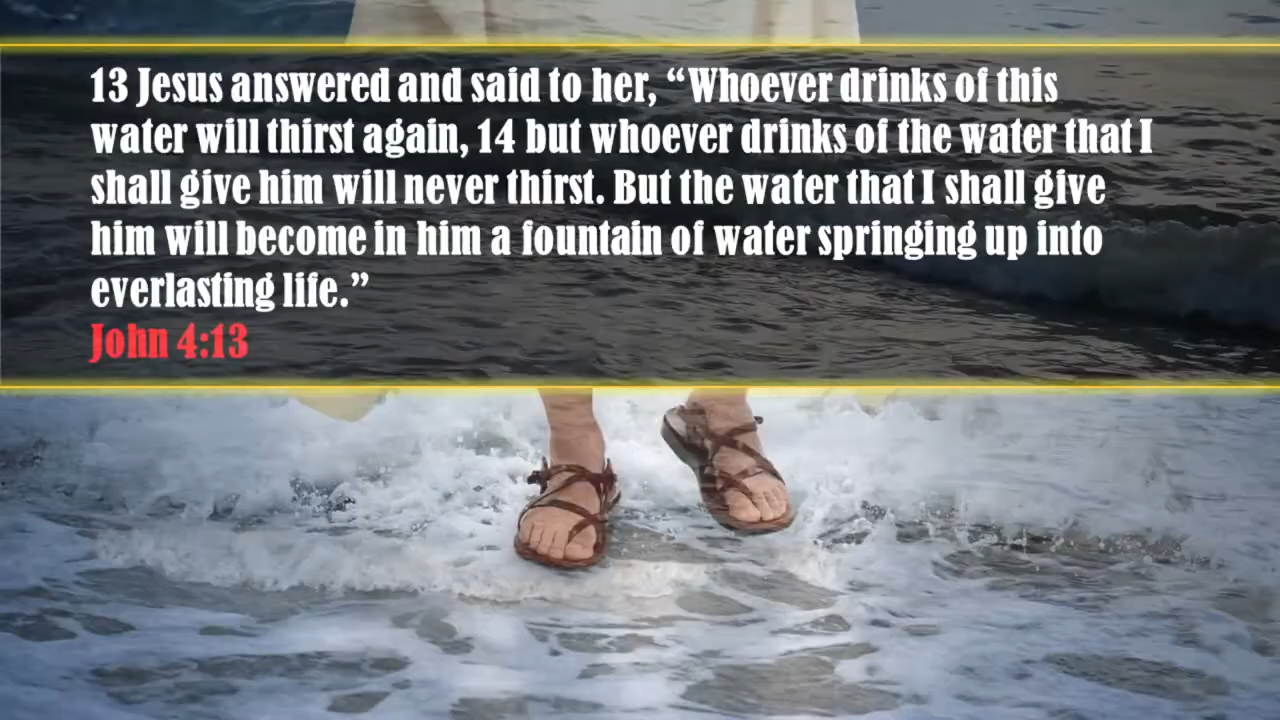 13 Jesus answered and said to her, “Whoever drinks of this
water will thirst again, 14 but whoever drinks of the water that I
shall give him will never thirst. But the water that I shall give
him will become in him a fountain of water springing up into
everlasting life.”
John 4:13